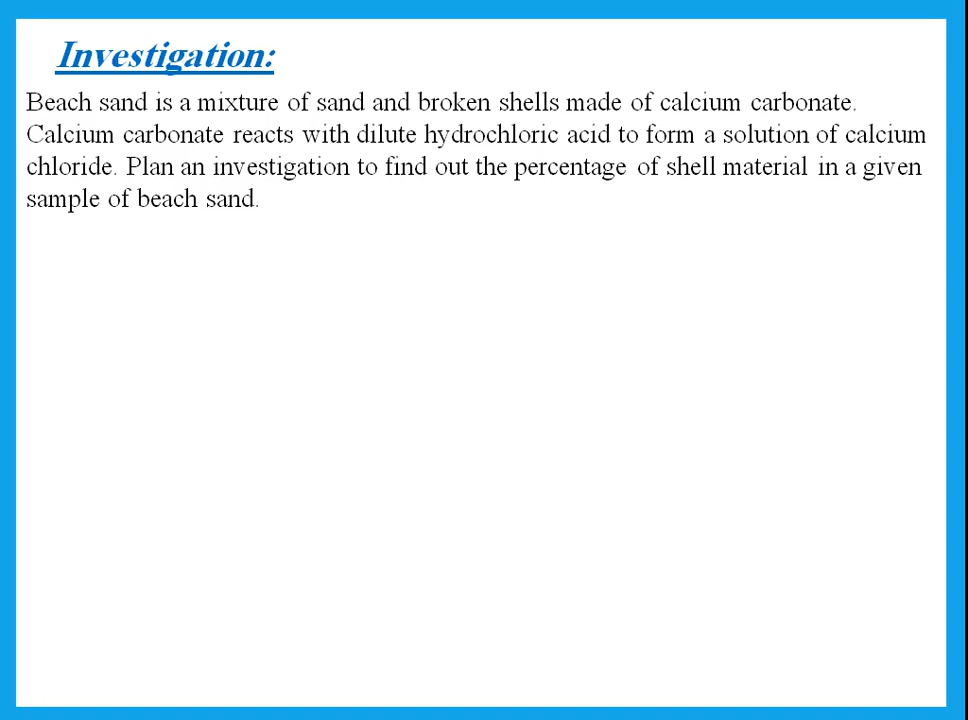 Investigation:
Beach sand is a mixture of sand and broken shells made of calcium carbonate.
Calcium carbonate reacts with dilute hydrochloric acid to form a solution of calcium
chloride. Plan an investigation to find out the percentage of shell material in a given
sample of beach sand.